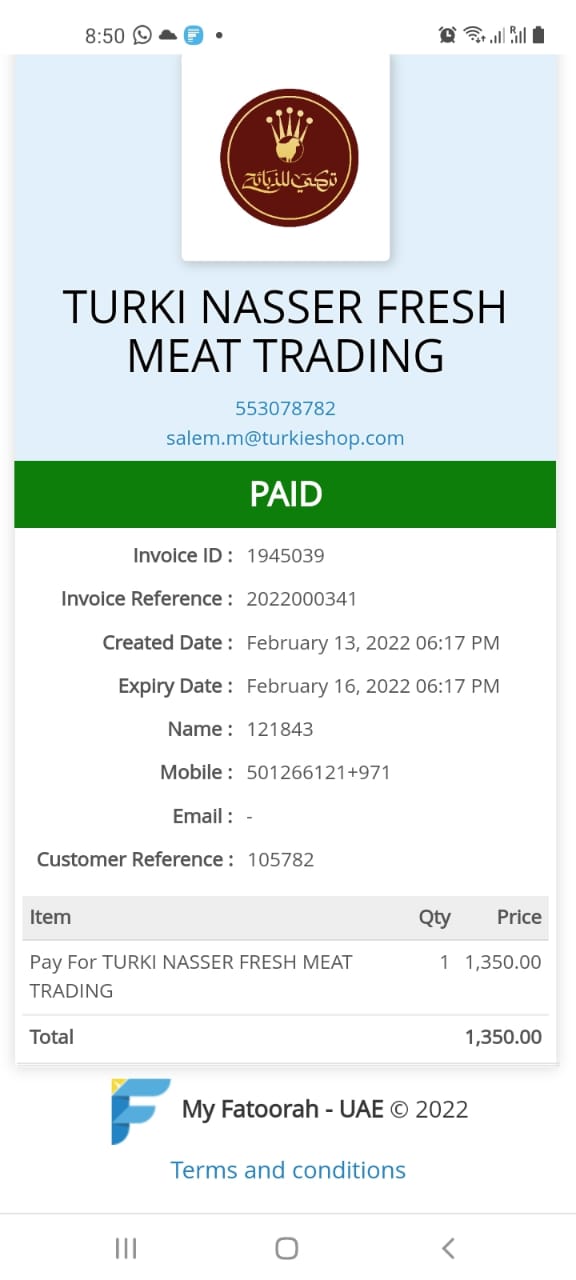 8:50
تركي للذبائح
TURKI NASSER FRESH
MEAT TRADING
553078782
salem.m@turkieshop.com
PAID
Invoice ID : 1945039
Invoice Reference : 2022000341
Created Date : February 13, 2022 06:17 PM
Expiry Date : February 16, 2022 06:17 PM
Name : 121843
Mobile : 501266121+971
Email : -
Customer Reference : 105782
Item Qty Price
Pay For TURKI NASSER FRESH MEAT 1 1,350.00
TRADING
Total 1,350.00
My Fatoorah - UAE © 2022
Terms and conditions